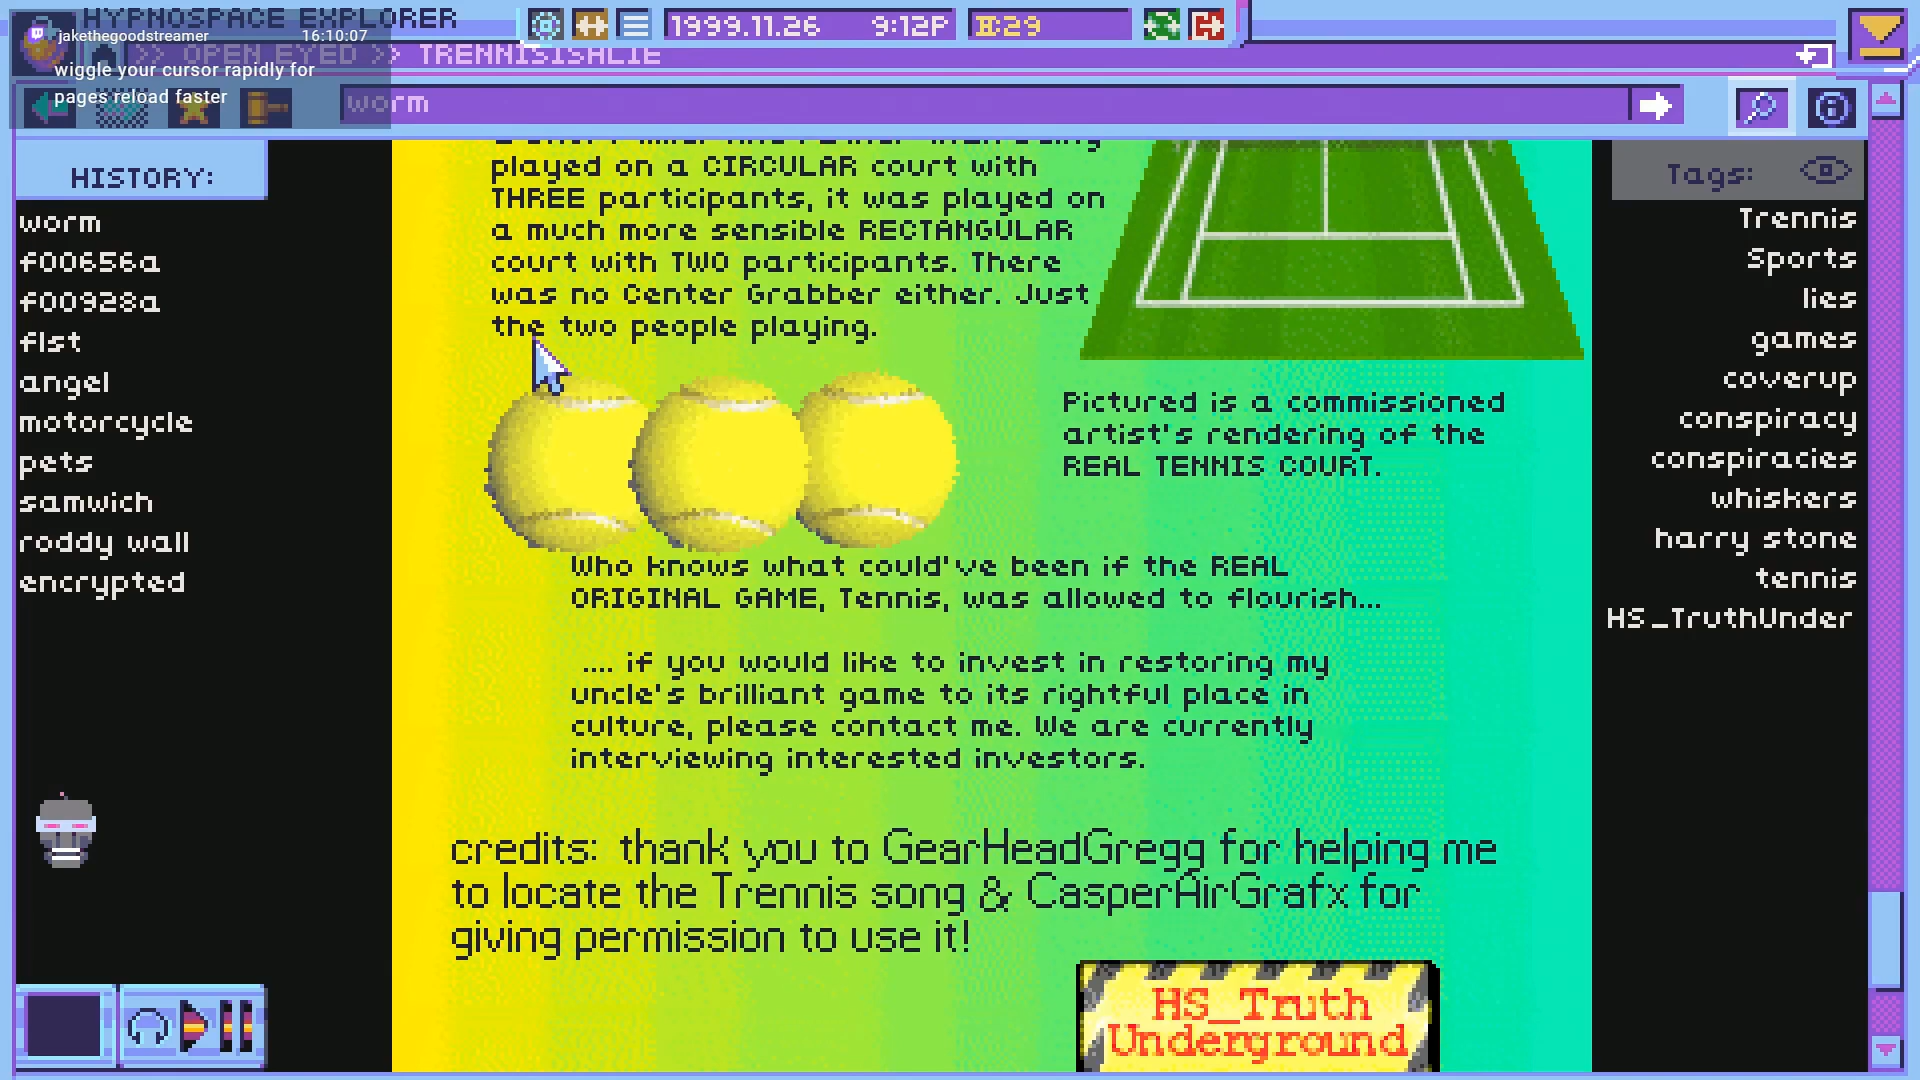 HYPNOSPACE EXPLORER
1999.11.26 9:12P
29
jakethegoodstreamer 16:10:07
wiggle your cursor rapidly for
pages reload faster
>> OPEN EYED >> TRENNISISALIE
worm
HISTORY:
worm
f00656a
f00928a
flst
angel
motorcycle
pets
samwich
roddy wall
encrypted
played on a CIRCULAR court with
THREE participants, it was played on
a much more sensible RECTANGULAR
court with TWO participants. There
was no Center Grabber either. Just
the two people playing.
Pictured is a commissioned
artist's rendering of the
REAL TENNIS COURT.
Who knows what could've been if the REAL
ORIGINAL GAME, Tennis, was allowed to flourish...
.... if you would like to invest in restoring my
uncle's brilliant game to its rightful place in
culture, please contact me. We are currently
interviewing interested investors.
credits: thank you to GearHeadGregg for helping me
to locate the Trennis song & CasperAirGrafx for
giving permission to use it!
HS_Truth
Underground
Tags:
Trennis
Sports
lies
games
coverup
conspiracy
conspiracies
whiskers
harry stone
tennis
HS_TruthUnder